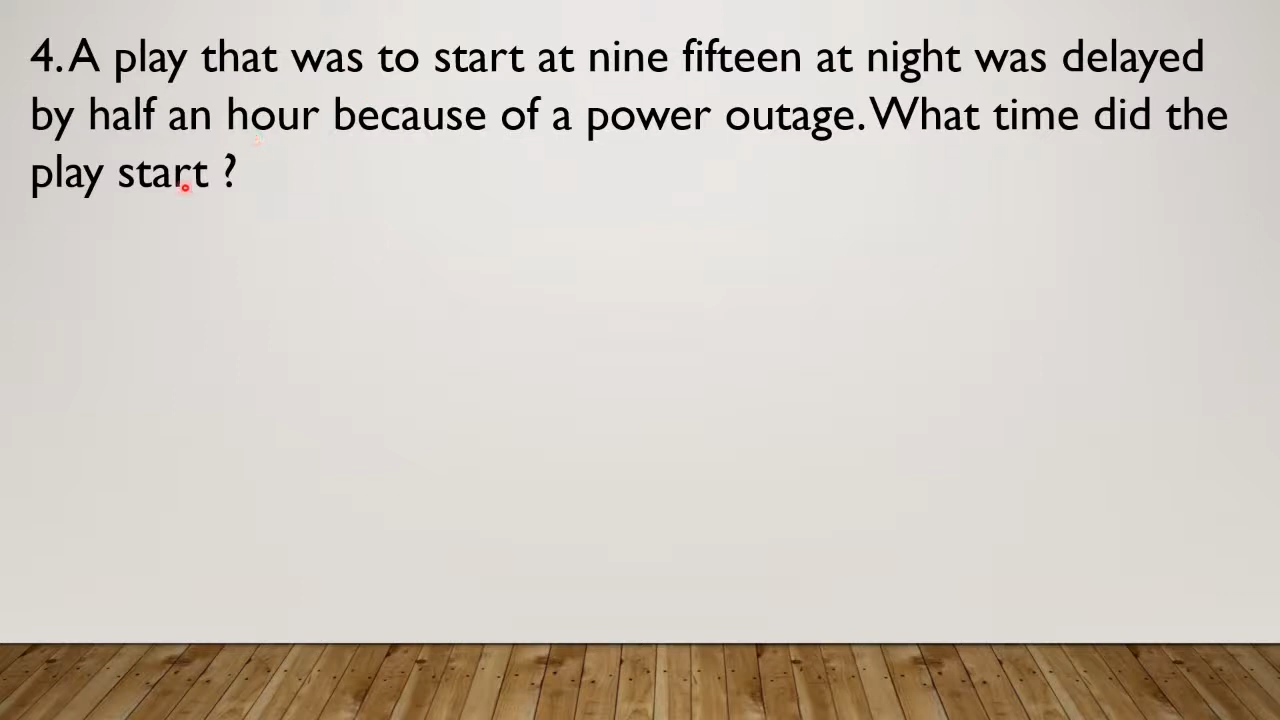 4. A play that was to start at nine fifteen at night was delayed
by half an hour because of a power outage. What time did the
play start ?